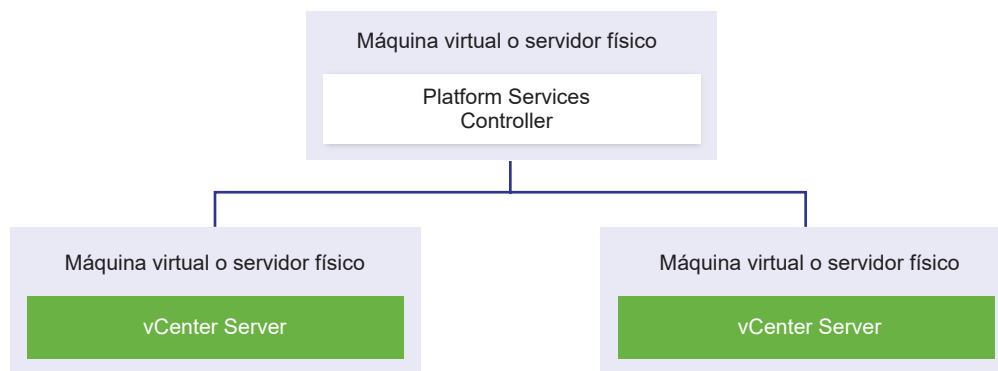 Máquina virtual o servidor físico
Platform Services
Controller
Máquina virtual o servidor físico
Máquina virtual o servidor físico
vCenter Server
vCenter Server